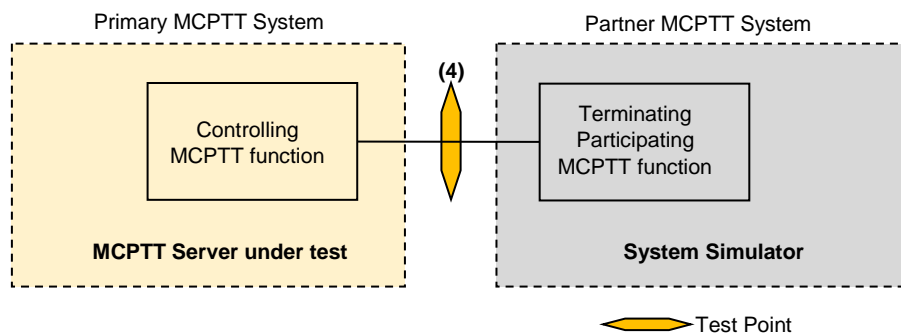 Primary MCPTT System
Partner MCPTT System
(4)
Controlling
MCPTT function
Terminating
Participating
MCPTT function
MCPTT Server under test
System Simulator
Test Point